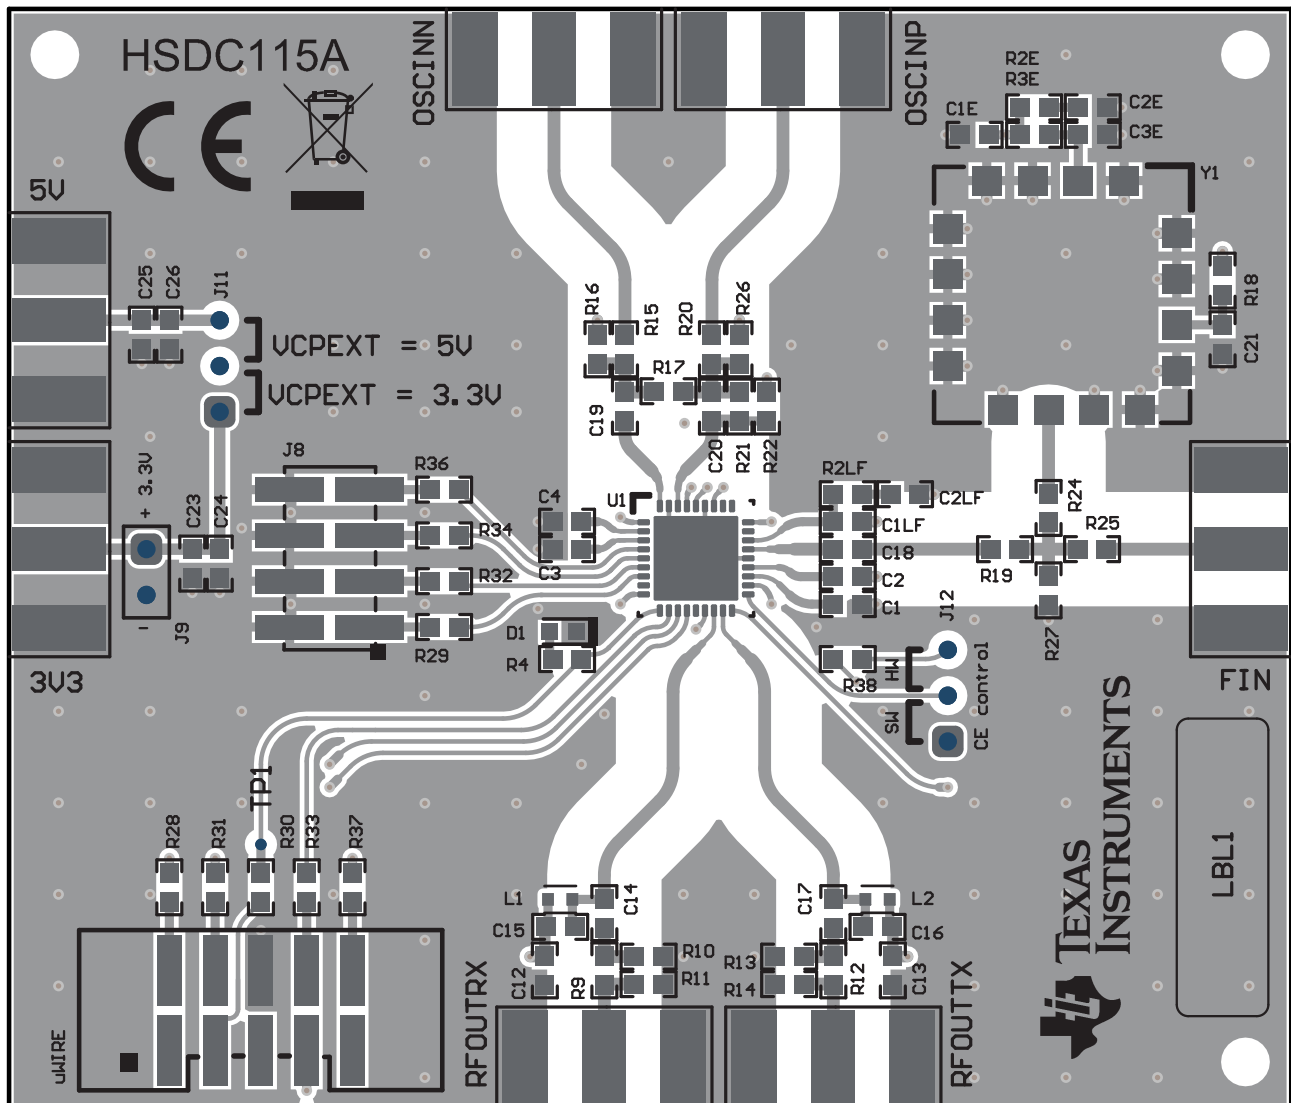 HSDC115A
OSCINN
OSCINP
R2E
R3E
C1E
C2E
C3E
Y1
CE
5V
C25
C26
J11
VCPEXT = 5V
VCPEXT = 3.3V
R16
R15
R20
R26
R17
R18
C21
C19
C20
R21
R22
J8
R36
R34
R32
R29
+ 3.3V
-
C23
C24
J9
3V3
C4
C3
U1
D1
R4
R2LF
C2LF
C1LF
C18
C2
C1
R24
R25
R19
R27
J12
R38
HW
SW
CE Control
FIN
TP1
R28
R31
R30
R33
R37
uWIRE
L1
C14
C15
C12
R9
R10
R11
C17
L2
C16
R13
R14
R12
C13
RFOUTRX
RFOUTTX
TEXAS
INSTRUMENTS
LBL1